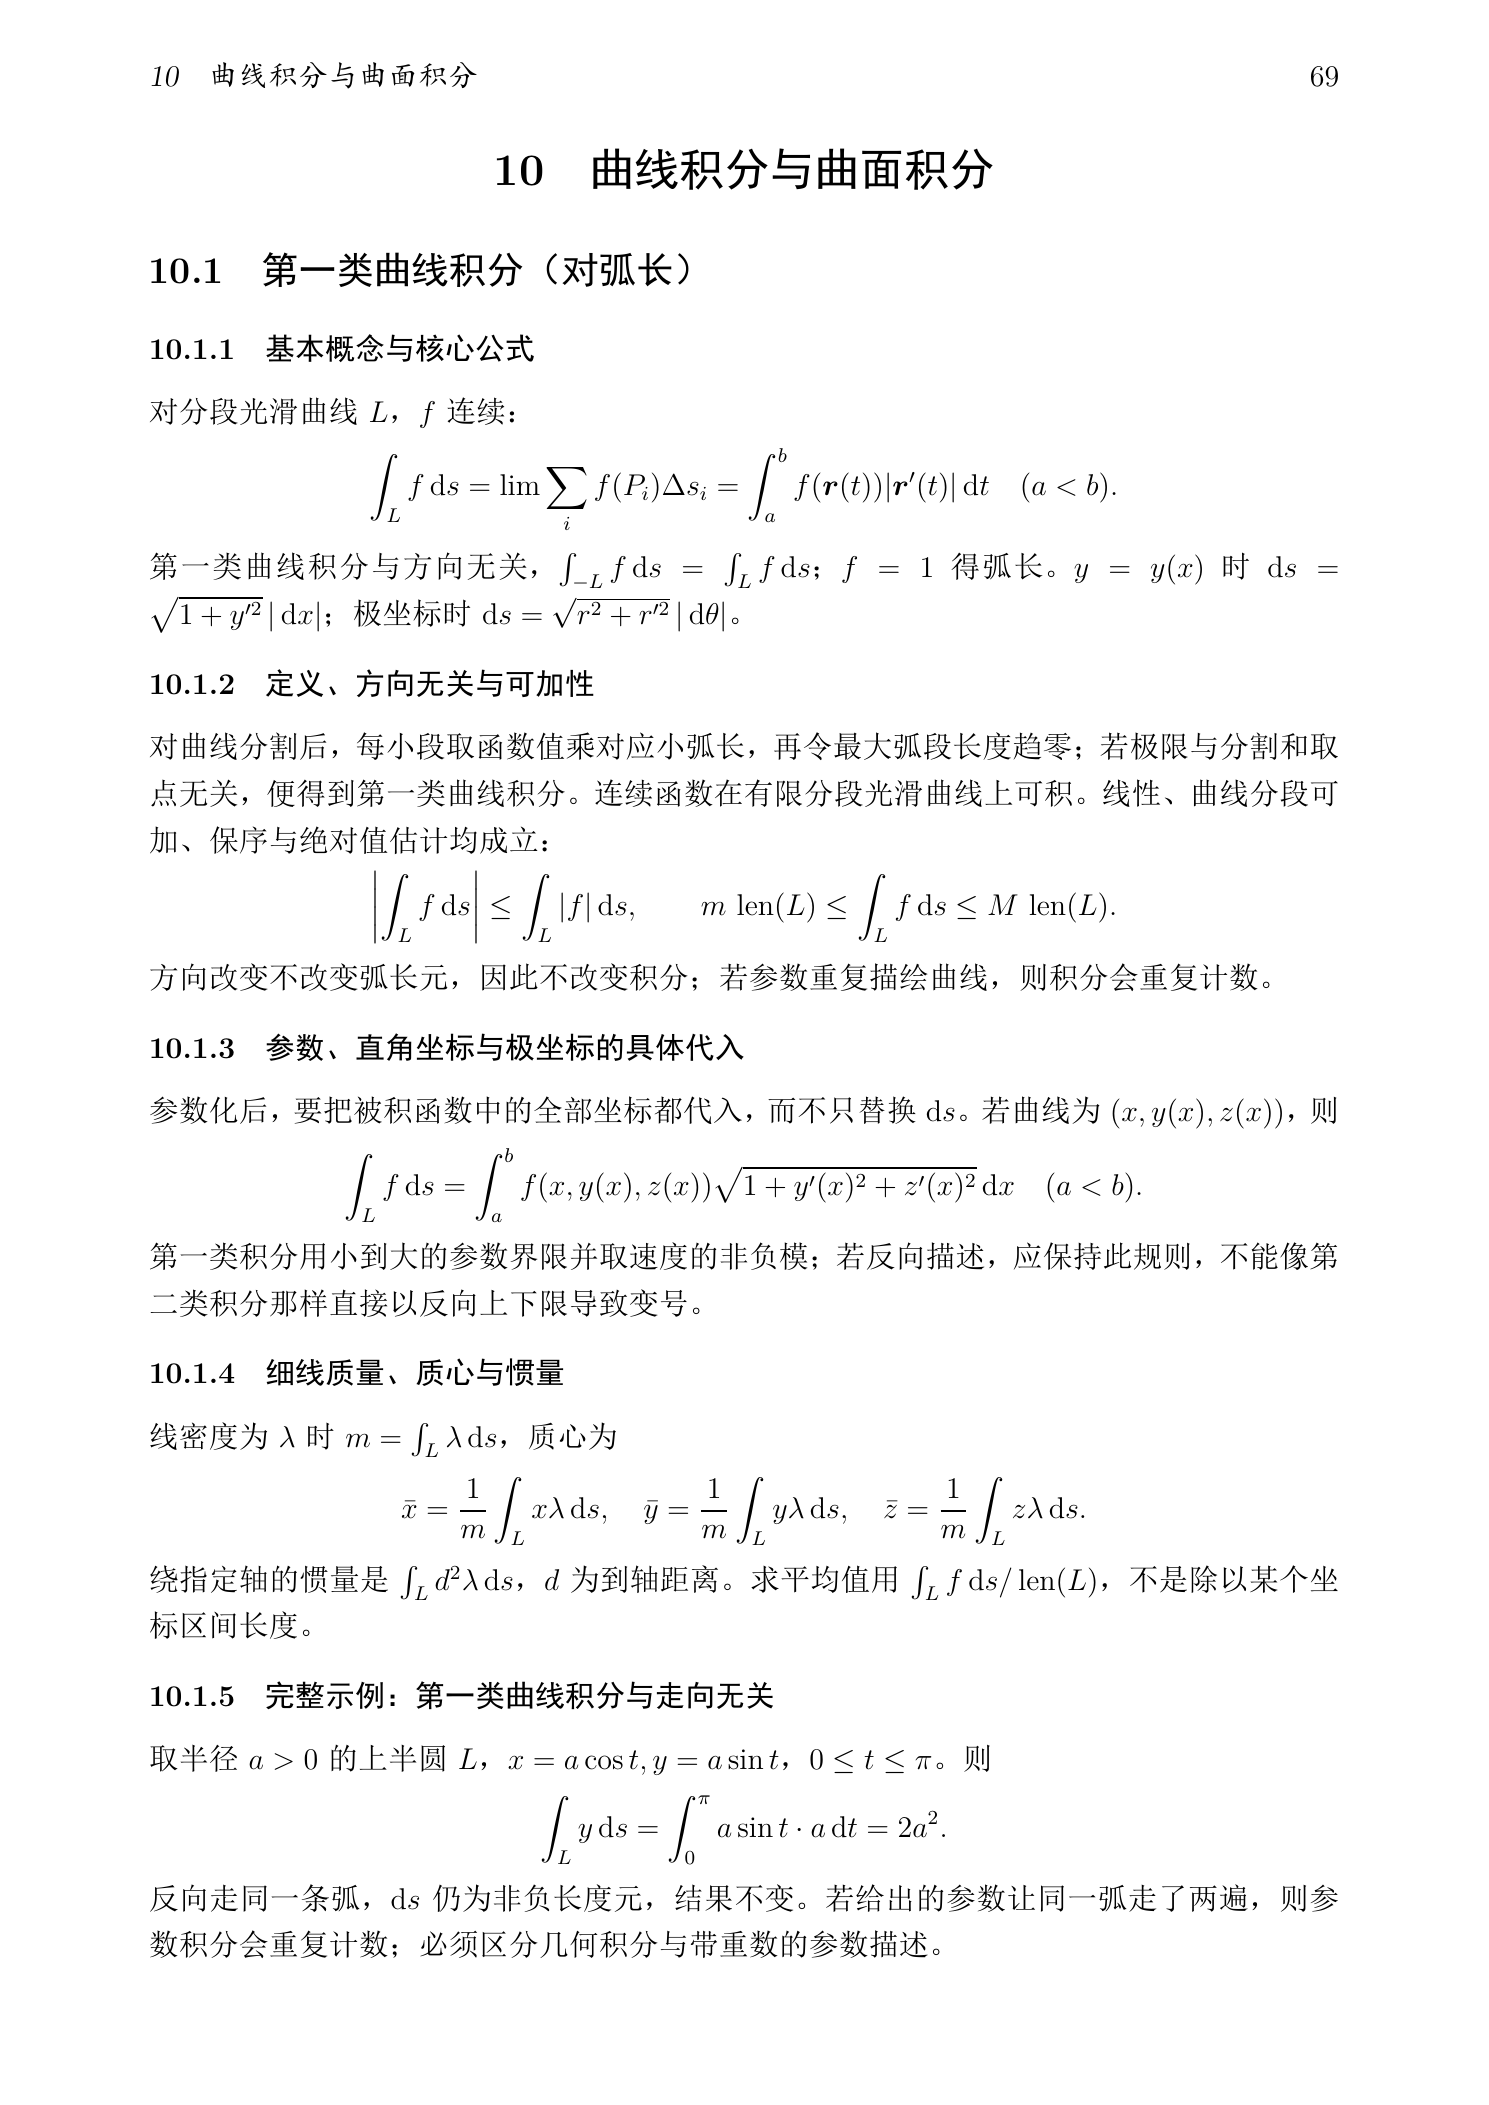 10 曲线积分与曲面积分 69
10 曲线积分与曲面积分
10.1 第一类曲线积分（对弧长）
10.1.1 基本概念与核心公式
对分段光滑曲线 L，f 连续：
∫_L f ds = lim ∑_i f(P_i)Δs_i = ∫_a^b f(r(t))|r′(t)| dt (a < b).
第一类曲线积分与方向无关，∫_{−L} f ds = ∫_L f ds；f = 1 得弧长。y = y(x) 时 ds =
√(1 + y′²) | dx|；极坐标时 ds = √(r² + r′²) | dθ|。
10.1.2 定义、方向无关与可加性
对曲线分割后，每小段取函数值乘对应小弧长，再令最大弧段长度趋零；若极限与分割和取
点无关，便得到第一类曲线积分。连续函数在有限分段光滑曲线上可积。线性、曲线分段可
加、保序与绝对值估计均成立：
|∫_L f ds| ≤ ∫_L |f| ds, m len(L) ≤ ∫_L f ds ≤ M len(L).
方向改变不改变弧长元，因此不改变积分；若参数重复描绘曲线，则积分会重复计数。
10.1.3 参数、直角坐标与极坐标的具体代入
参数化后，要把被积函数中的全部坐标都代入，而不只替换 ds。若曲线为 (x, y(x), z(x))，则
∫_L f ds = ∫_a^b f(x, y(x), z(x))√(1 + y′(x)² + z′(x)²) dx (a < b).
第一类积分用小到大的参数界限并取速度的非负模；若反向描述，应保持此规则，不能像第
二类积分那样直接以反向上下限导致变号。
10.1.4 细线质量、质心与惯量
线密度为 λ 时 m = ∫_L λ ds，质心为
x̄ = 1/m ∫_L xλ ds, ȳ = 1/m ∫_L yλ ds, z̄ = 1/m ∫_L zλ ds.
绕指定轴的惯量是 ∫_L d²λ ds，d 为到轴距离。求平均值用 ∫_L f ds/ len(L)，不是除以某个坐
标区间长度。
10.1.5 完整示例：第一类曲线积分与走向无关
取半径 a > 0 的上半圆 L，x = a cos t, y = a sin t，0 ≤ t ≤ π。则
∫_L y ds = ∫_0^π a sin t · a dt = 2a².
反向走同一条弧，ds 仍为非负长度元，结果不变。若给出的参数让同一弧走了两遍，则参
数积分会重复计数；必须区分几何积分与带重数的参数描述。